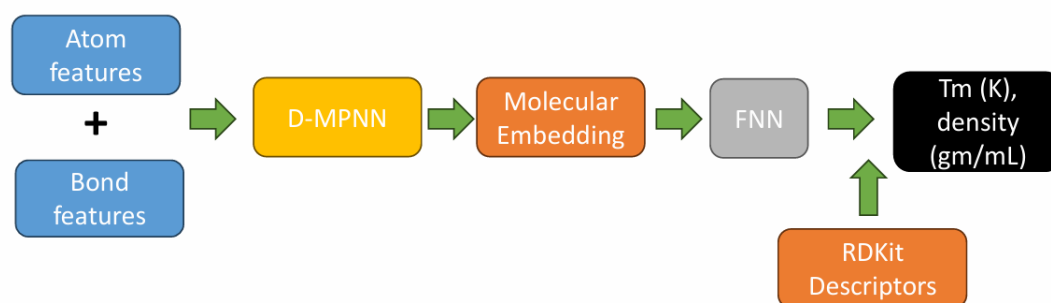 Atom
features
+
Bond
features
D-MPNN
Molecular
Embedding
FNN
Tm (K),
density
(gm/mL)
RDKit
Descriptors